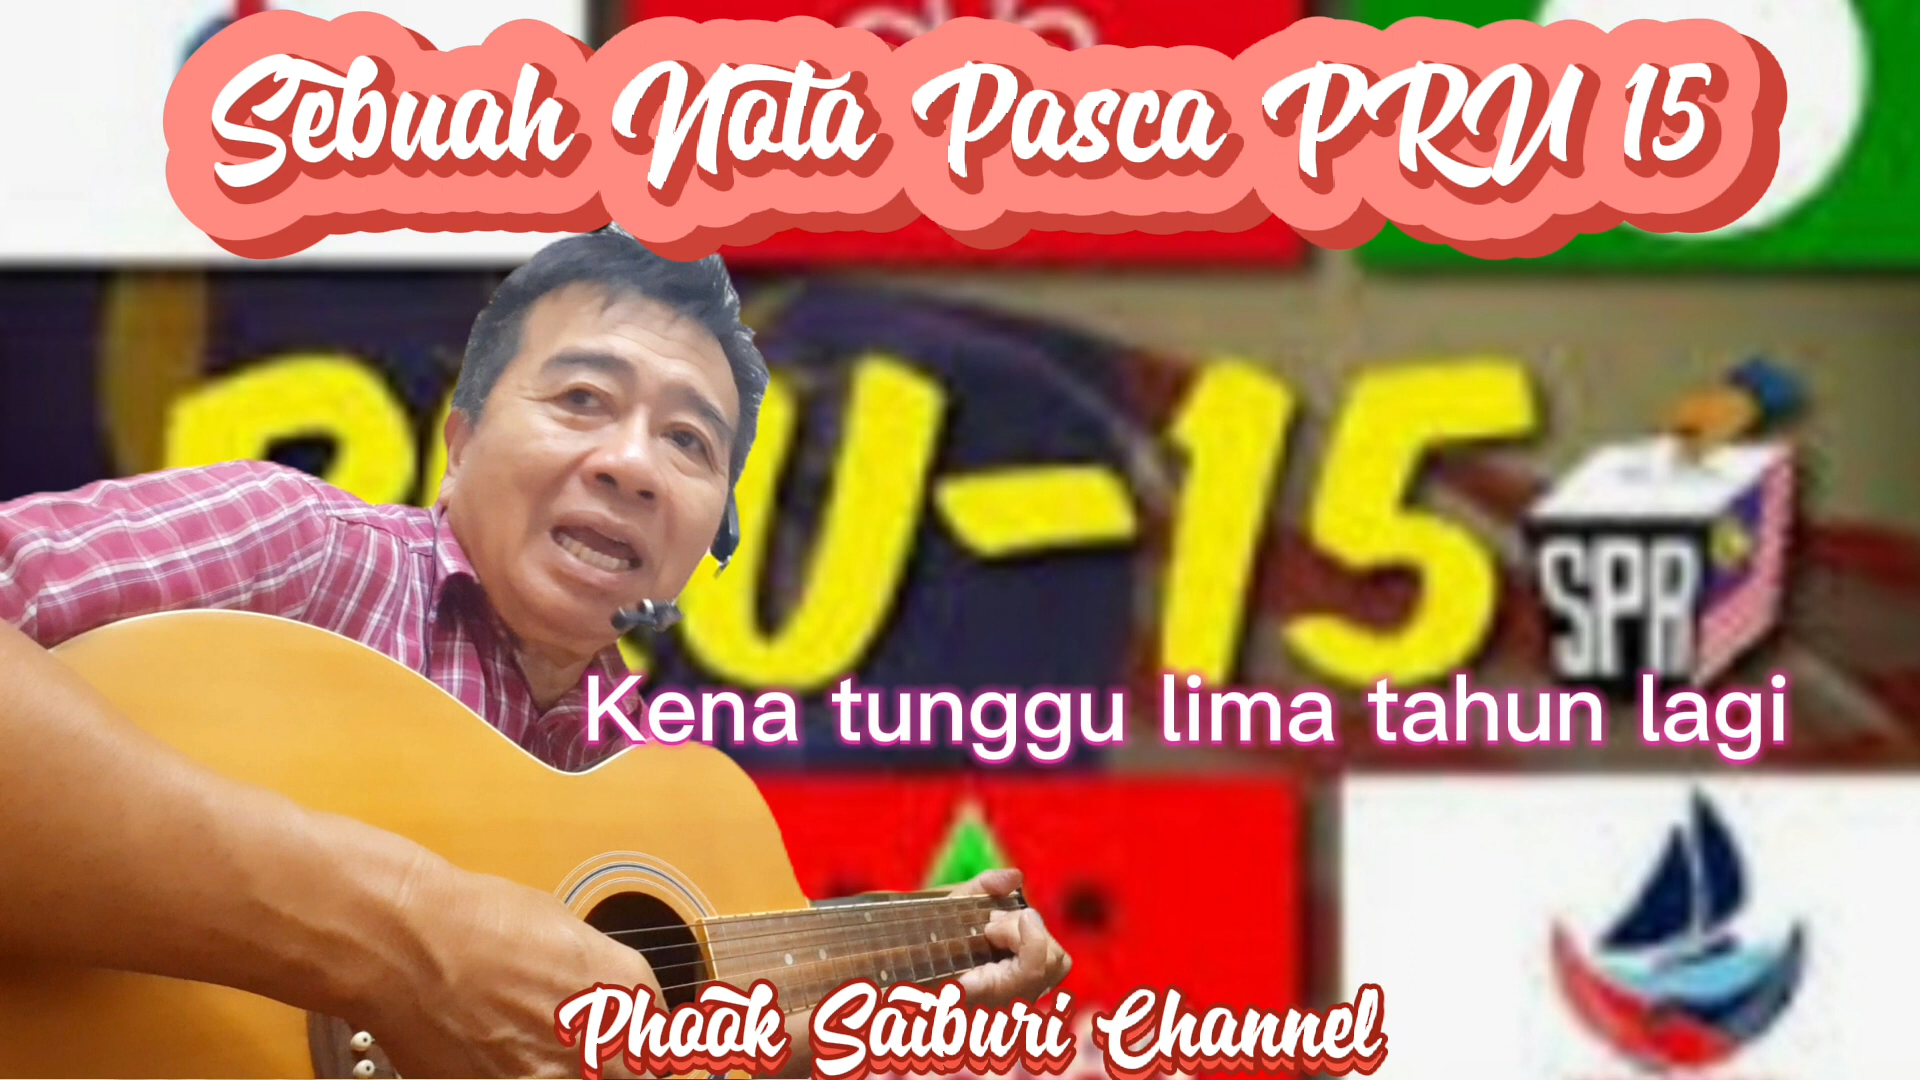 Sebuah Nota Pasca PRU 15
PRU-15
SPR
Kena tunggu lima tahun lagi
Phook Saiburi Channel